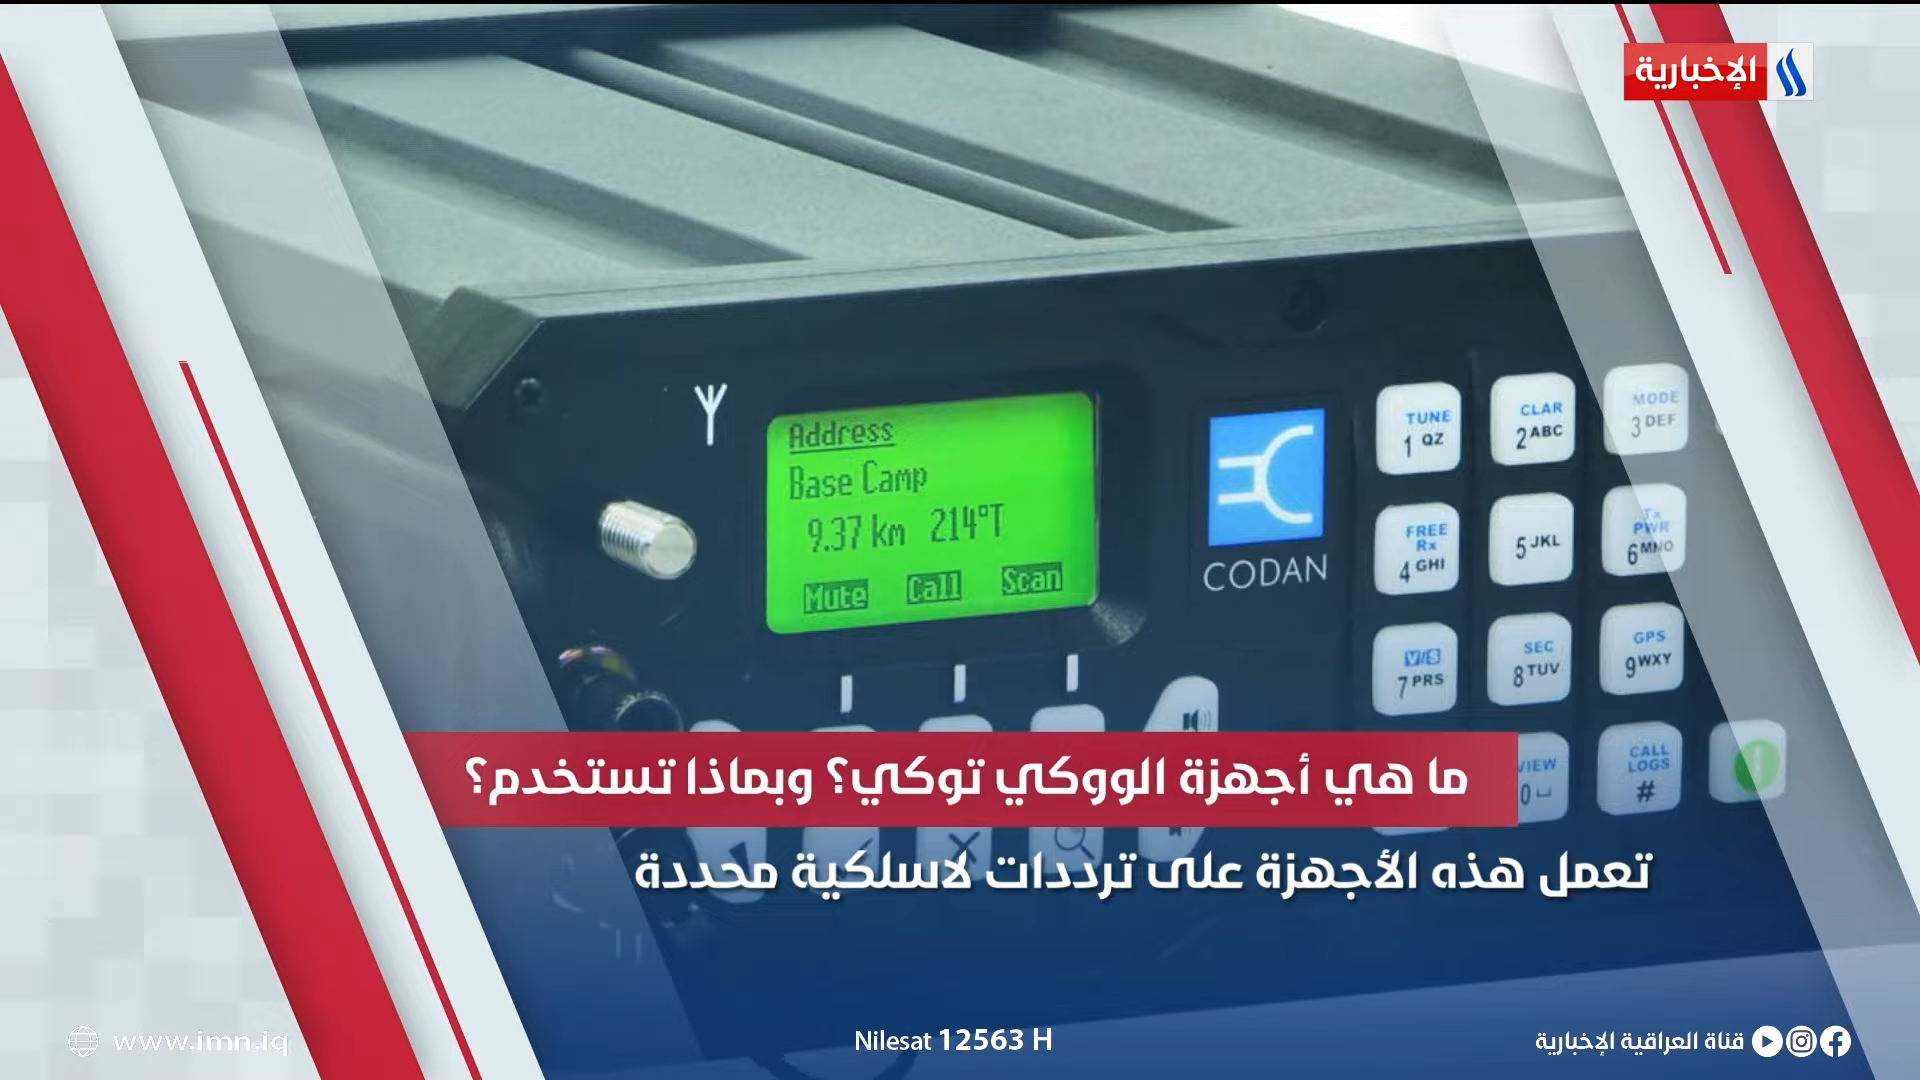 الإخبارية
Address
Base Camp
9.37 km 214°T
Mute Call Scan
CODAN
TUNE
1 QZ
CLAR
2 ABC
MODE
3 DEF
FREE
Rx
4 GHI
5 JKL
Tx
PWR
6 MNO
V/S
7 PRS
SEC
8 TUV
GPS
9 WXY
VIEW
0
CALL
LOGS
#
ما هي أجهزة الووكي توكي؟ وبماذا تستخدم؟
تعمل هذه الأجهزة على ترددات لاسلكية محددة
www.imn.iq
Nilesat 12563 H
قناة العراقية الإخبارية